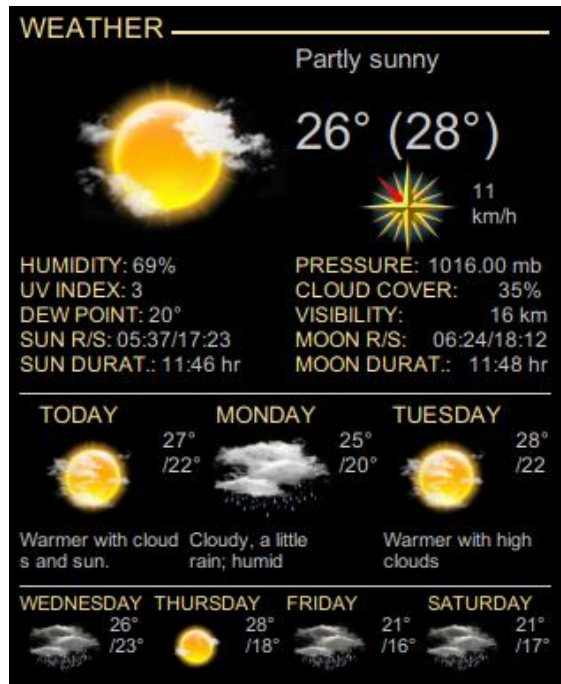 WEATHER
Partly sunny
26° (28°)
11
km/h
HUMIDITY: 69% PRESSURE: 1016.00 mb
UV INDEX: 3 CLOUD COVER: 35%
DEW POINT: 20° VISIBILITY: 16 km
SUN R/S: 05:37/17:23 MOON R/S: 06:24/18:12
SUN DURAT.: 11:46 hr MOON DURAT.: 11:48 hr
TODAY MONDAY TUESDAY
27° 25° 28°
/22° /20° /22
Warmer with cloud Cloudy, a little Warmer with high
s and sun. rain; humid clouds
WEDNESDAY THURSDAY FRIDAY SATURDAY
26° 28° 21° 21°
/23° /18° /16° /17°